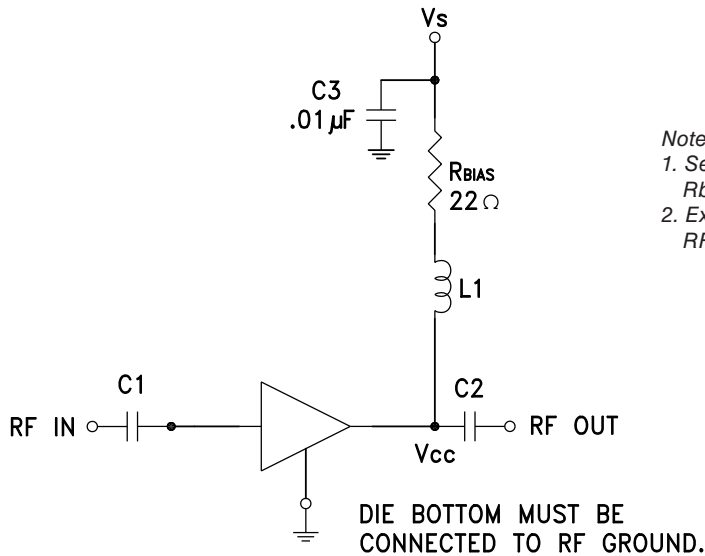 Vs
C3
.01 µF
RBIAS
22 Ω
L1
Note
1. Se
Rb
2. Ex
RF
C1
C2
RF IN
RF OUT
Vcc
DIE BOTTOM MUST BE
CONNECTED TO RF GROUND.